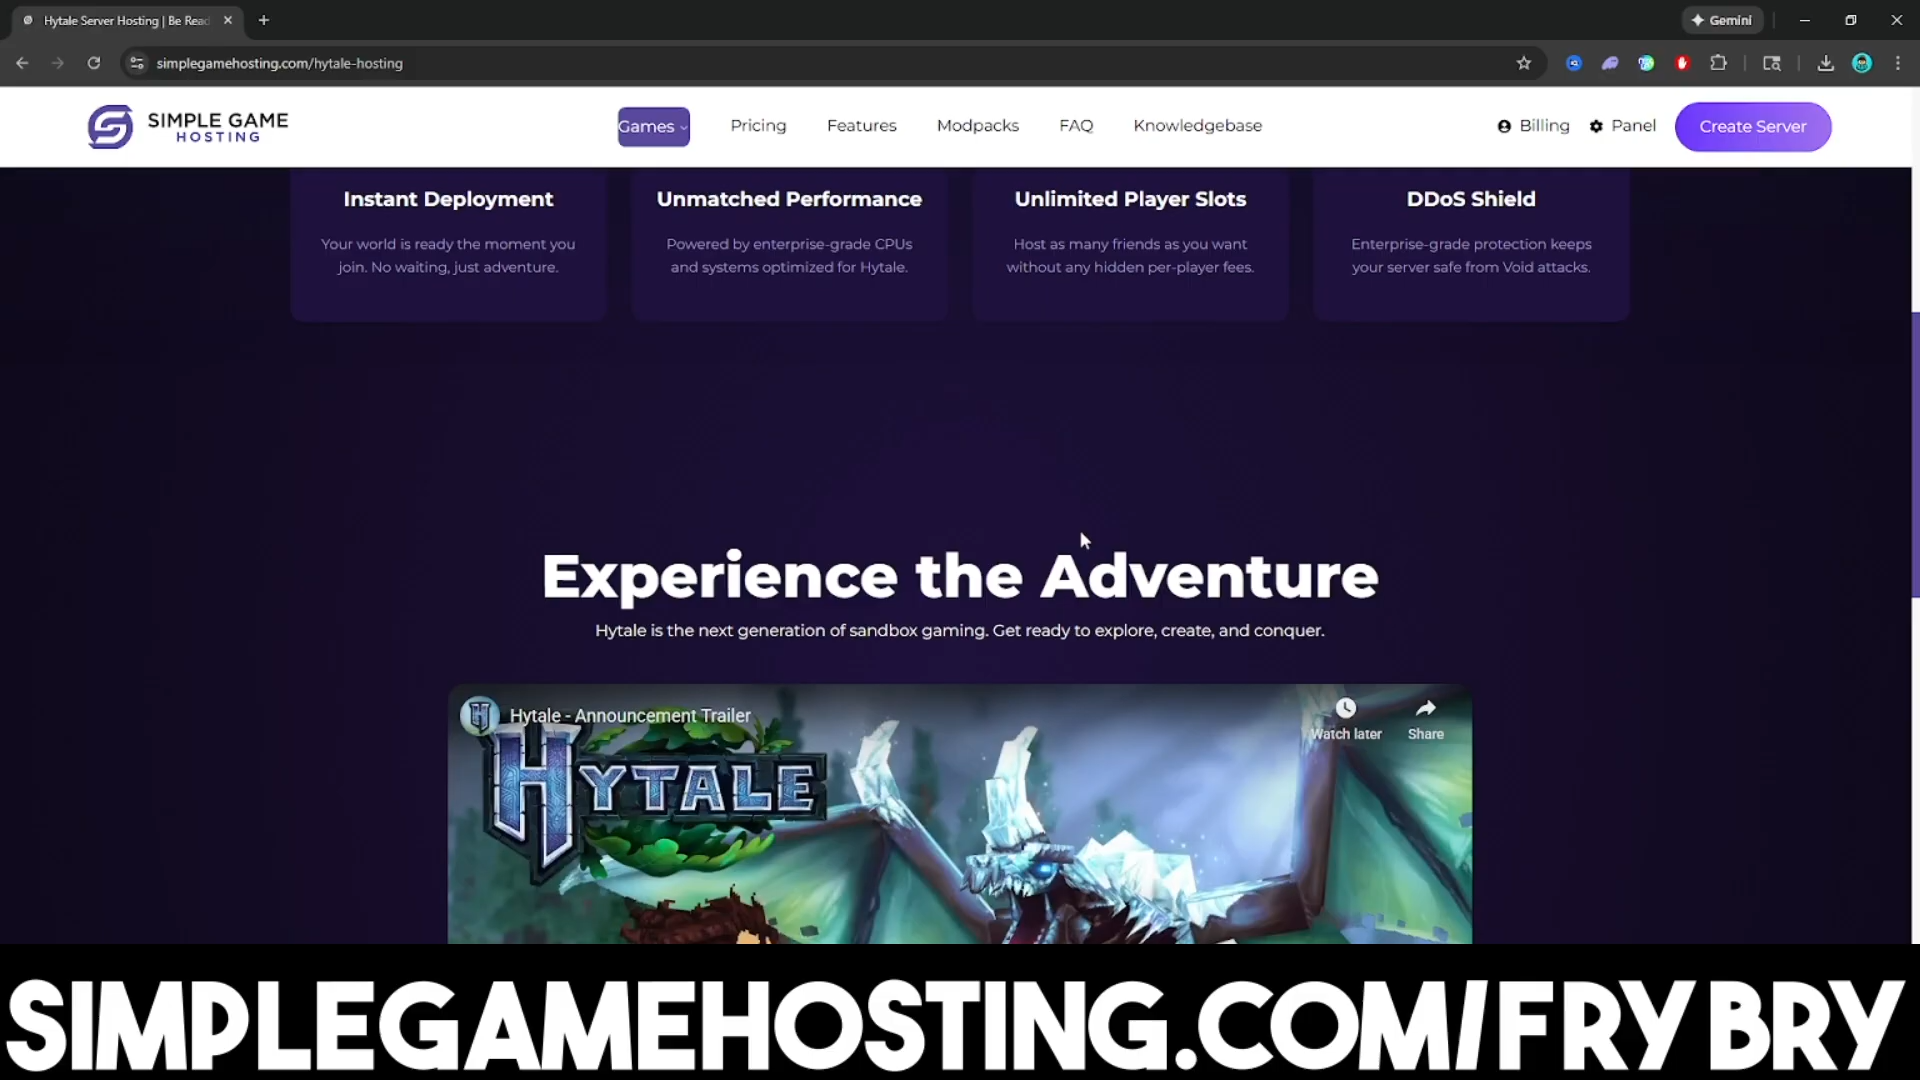 Hytale Server Hosting | Be Read
Gemini
simplegamehosting.com/hytale-hosting
SIMPLE GAME
HOSTING
Games
Pricing
Features
Modpacks
FAQ
Knowledgebase
Billing
Panel
Create Server
Instant Deployment
Your world is ready the moment you
join. No waiting, just adventure.
Unmatched Performance
Powered by enterprise-grade CPUs
and systems optimized for Hytale.
Unlimited Player Slots
Host as many friends as you want
without any hidden per-player fees.
DDoS Shield
Enterprise-grade protection keeps
your server safe from Void attacks.
Experience the Adventure
Hytale is the next generation of sandbox gaming. Get ready to explore, create, and conquer.
Hytale - Announcement Trailer
Watch later
Share
HYTALE
SIMPLEGAMEHOSTING.COM/FRYBRY